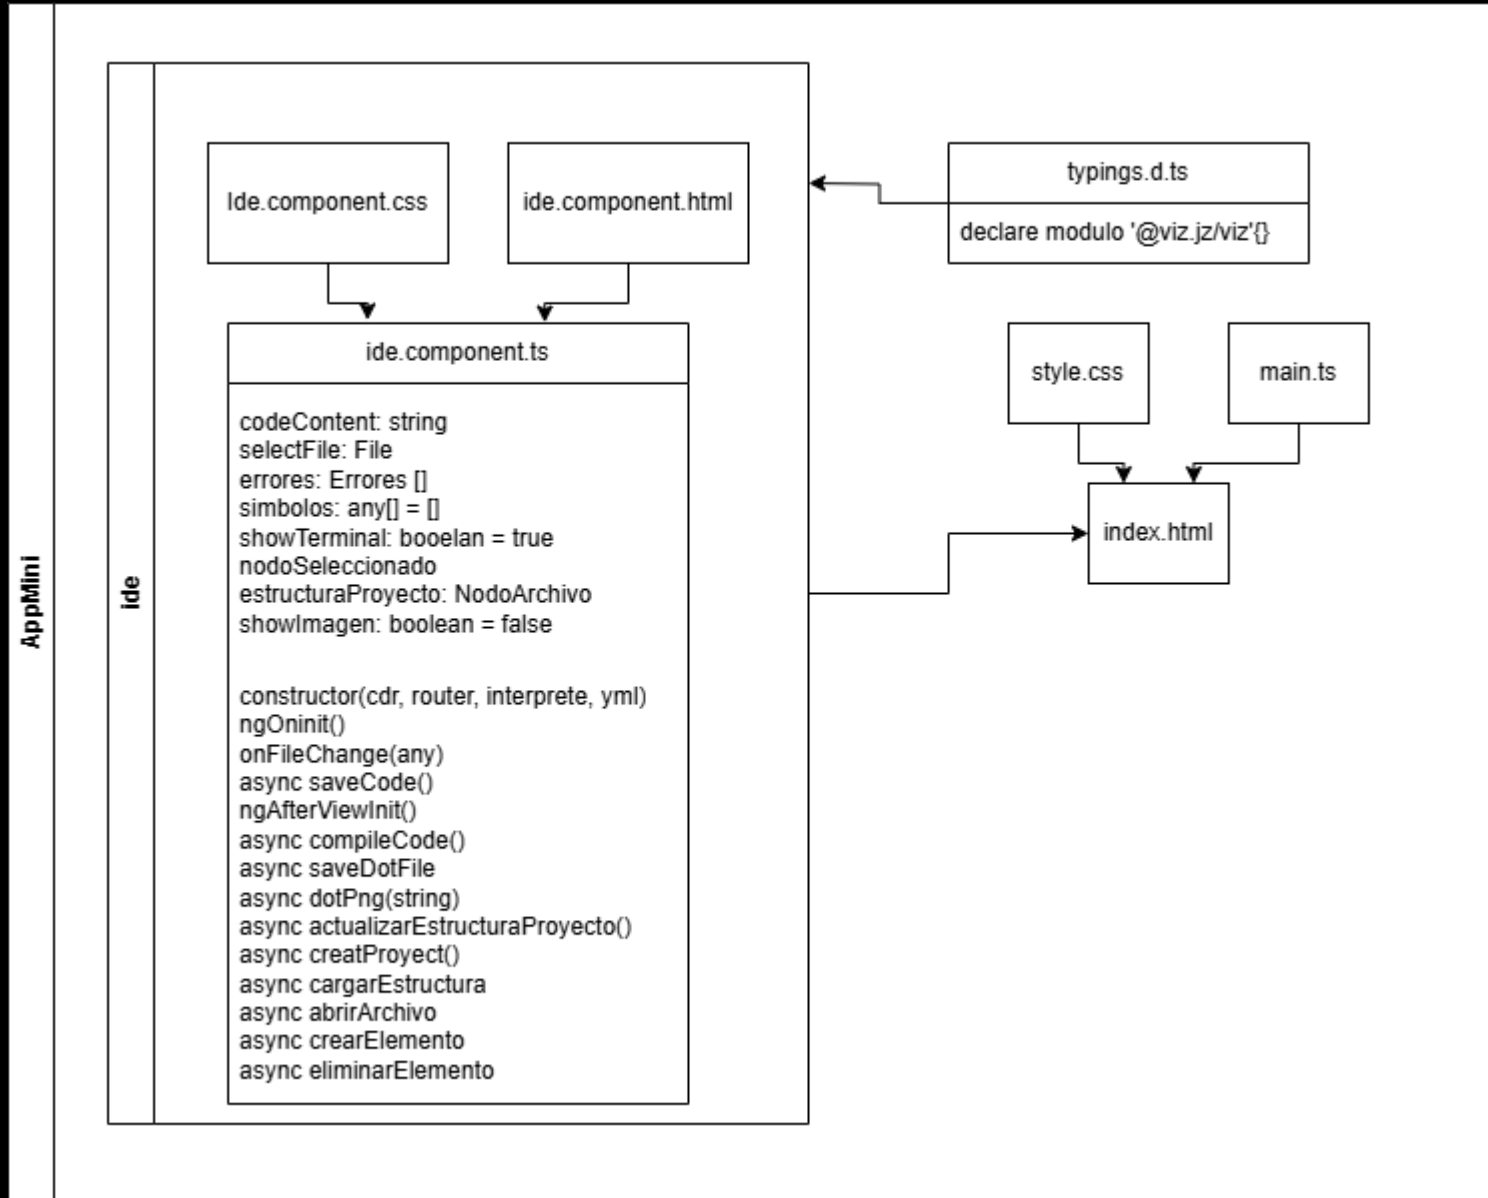 AppMini
ide
Ide.component.css
ide.component.html
ide.component.ts
codeContent: string
selectFile: File
errores: Errores []
simbolos: any[] = []
showTerminal: booelan = true
nodoSeleccionado
estructuraProyecto: NodoArchivo
showImagen: boolean = false
constructor(cdr, router, interprete, yml)
ngOninit()
onFileChange(any)
async saveCode()
ngAfterViewInit()
async compileCode()
async saveDotFile
async dotPng(string)
async actualizarEstructuraProyecto()
async creatProyect()
async cargarEstructura
async abrirArchivo
async crearElemento
async eliminarElemento
typings.d.ts
declare modulo '@viz.jz/viz'{}
style.css
main.ts
index.html